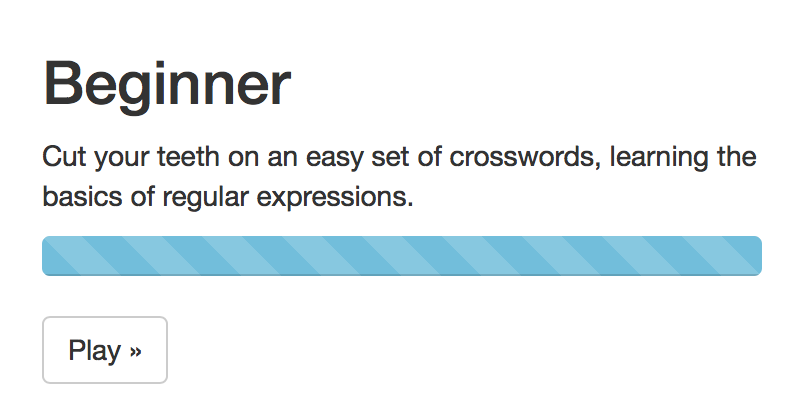 Beginner
Cut your teeth on an easy set of crosswords, learning the
basics of regular expressions.
Play »